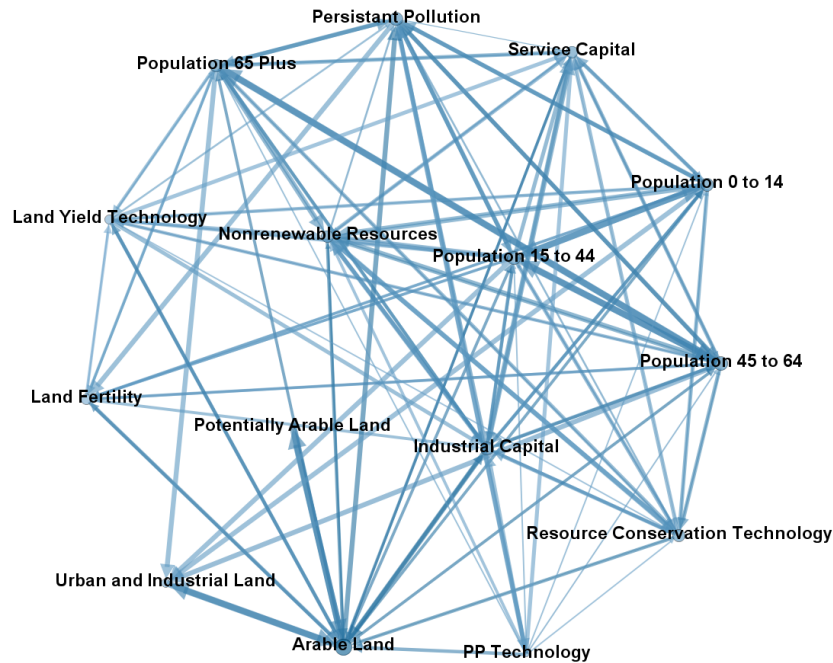 Persistant Pollution
Service Capital
Population 65 Plus
Population 0 to 14
Land Yield Technology
Nonrenewable Resources
Population 15 to 44
Population 45 to 64
Land Fertility
Potentially Arable Land
Industrial Capital
Resource Conservation Technology
Urban and Industrial Land
Arable Land
PP Technology